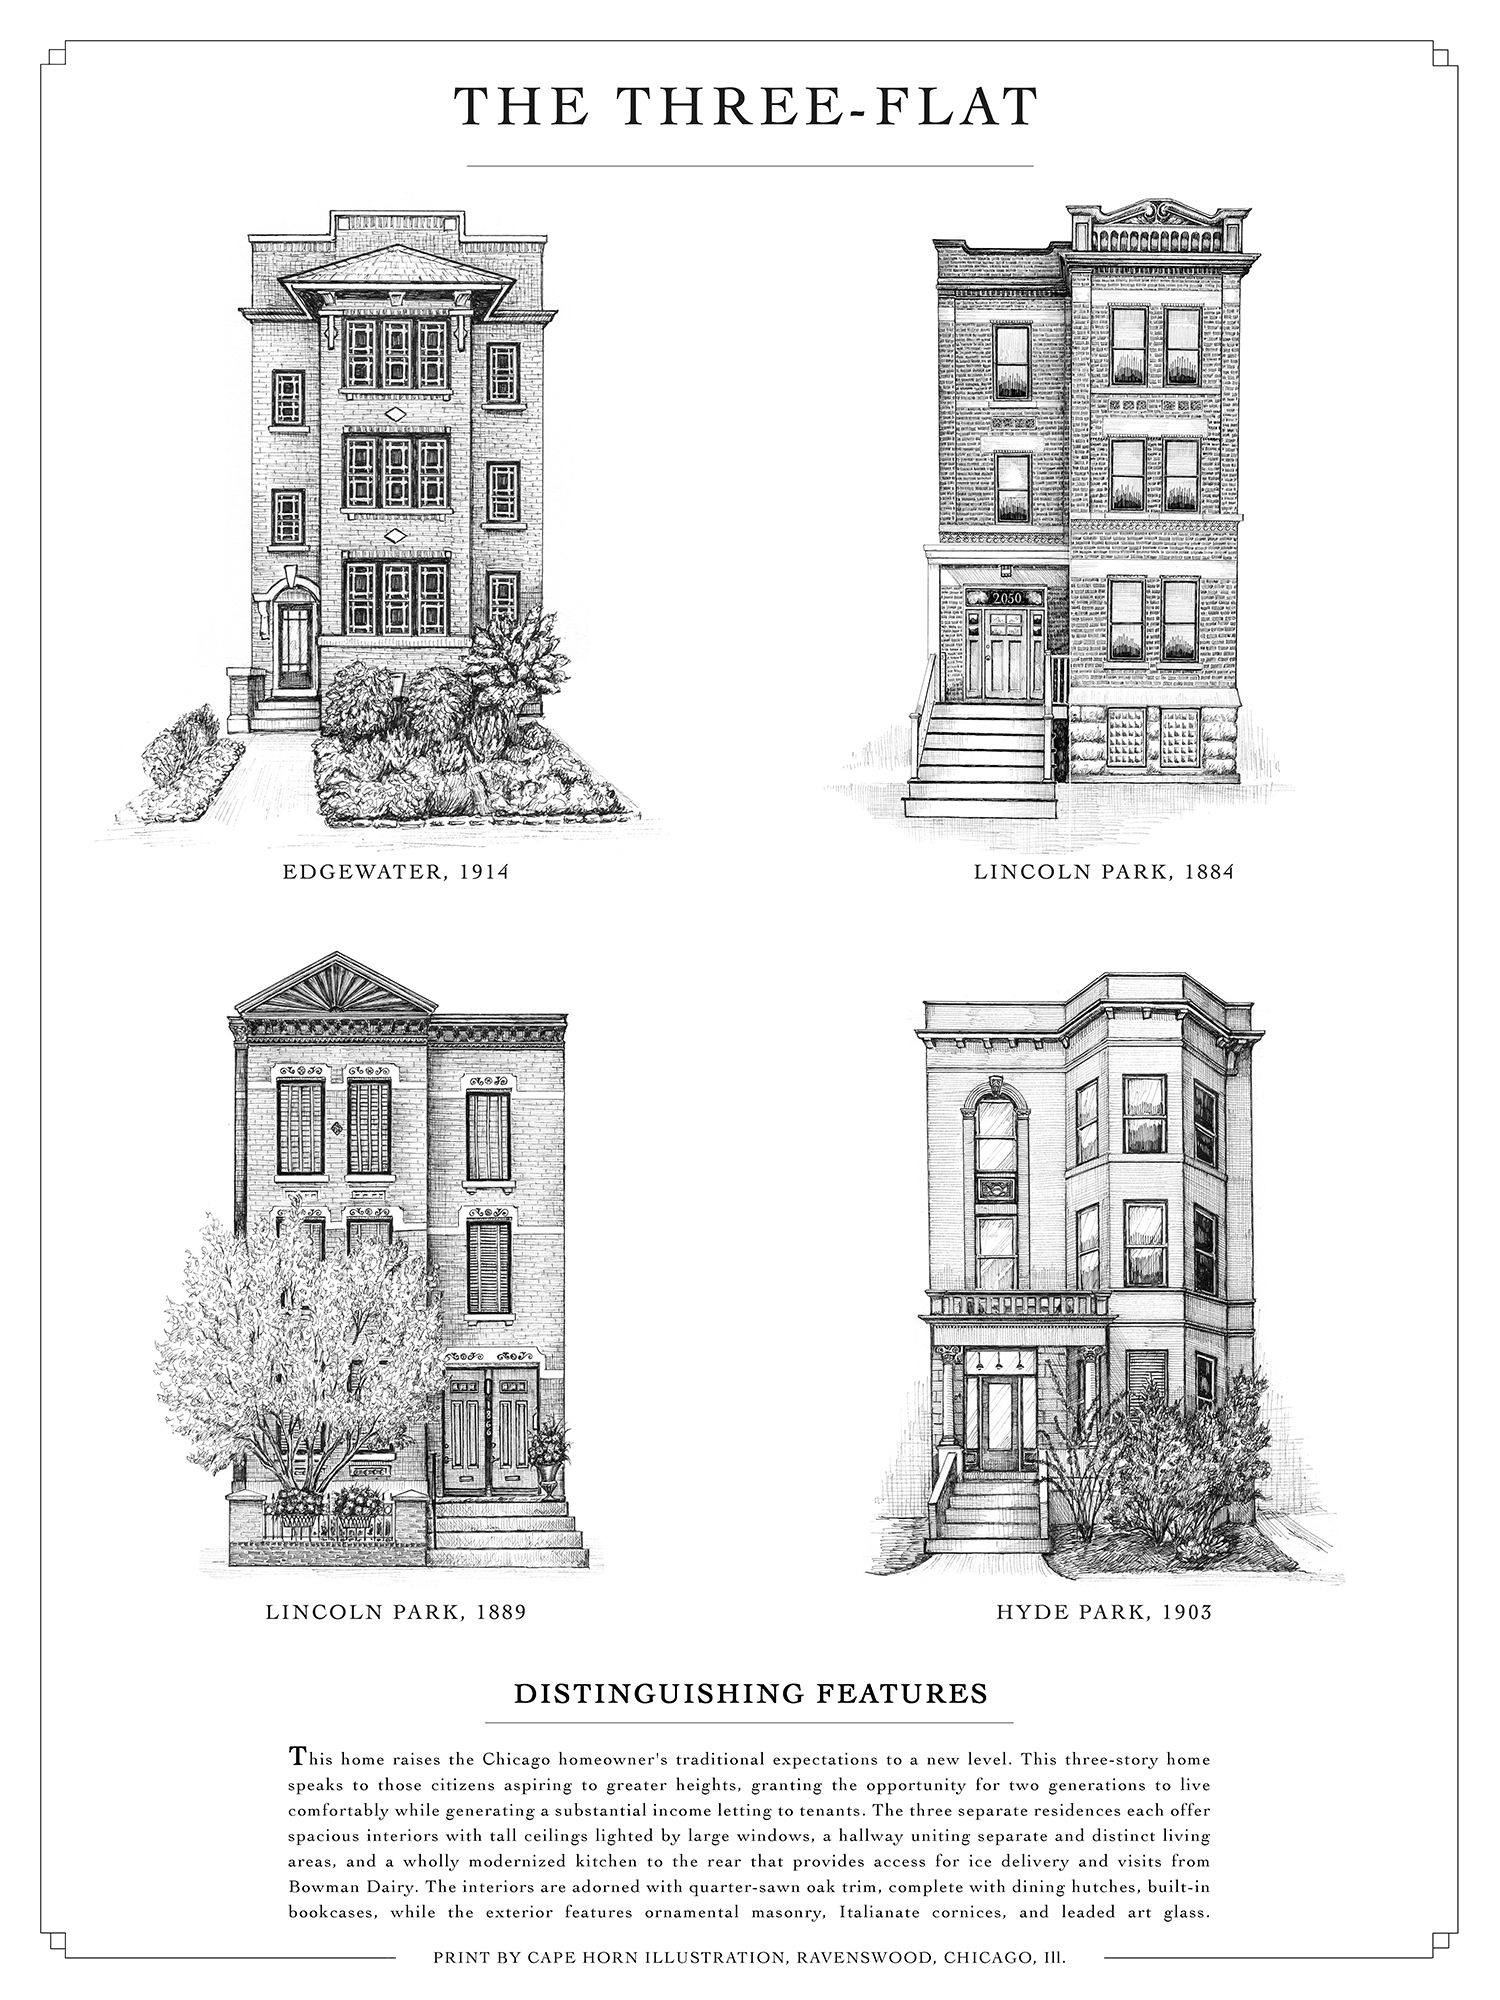 THE THREE-FLAT
2050
EDGEWATER, 1914
LINCOLN PARK, 1884
LINCOLN PARK, 1889
HYDE PARK, 1903
DISTINGUISHING FEATURES
This home raises the Chicago homeowner's traditional expectations to a new level. This three-story home
speaks to those citizens aspiring to greater heights, granting the opportunity for two generations to live
comfortably while generating a substantial income letting to tenants. The three separate residences each offer
spacious interiors with tall ceilings lighted by large windows, a hallway uniting separate and distinct living
areas, and a wholly modernized kitchen to the rear that provides access for ice delivery and visits from
Bowman Dairy. The interiors are adorned with quarter-sawn oak trim, complete with dining hutches, built-in
bookcases, while the exterior features ornamental masonry, Italianate cornices, and leaded art glass.
PRINT BY CAPE HORN ILLUSTRATION, RAVENSWOOD, CHICAGO, Ill.